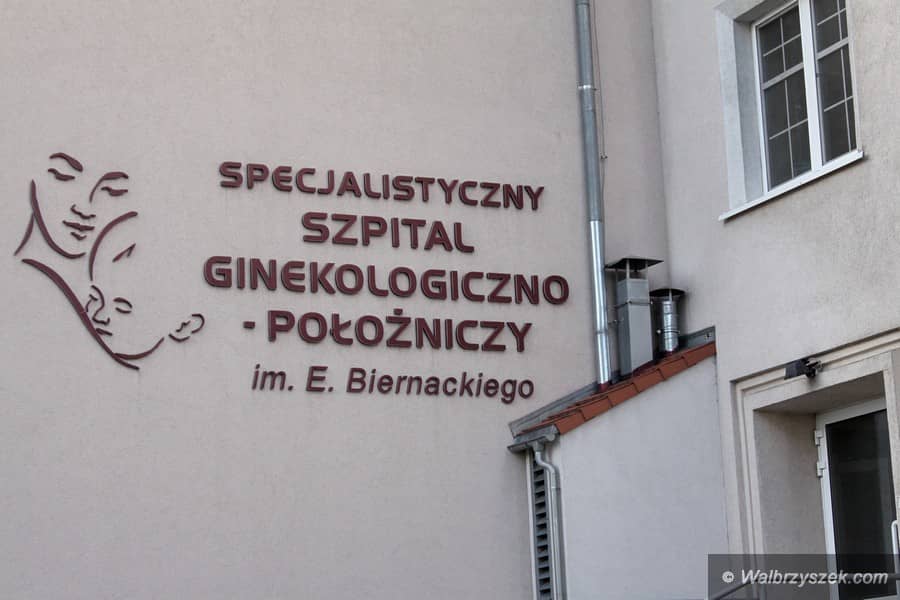 SPECJALISTYCZNY
SZPITAL
GINEKOLOGICZNO
- POŁOŻNICZY
im. E. Biernackiego
© Walbrzyszek.com